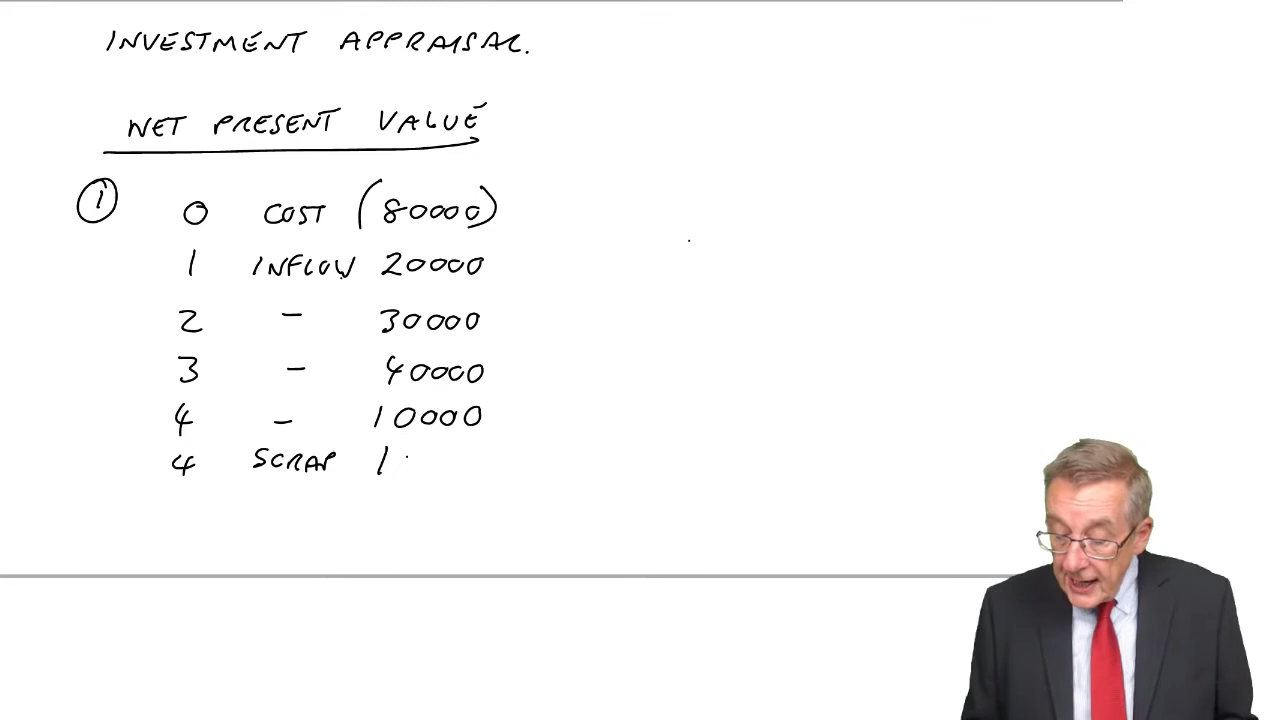 INVESTMENT APPRAISAL.
NET PRESENT VALUE
① 0 COST (80000)
1 INFLOW 20000
2 - 30000
3 - 40000
4 - 10000
4 SCRAP 1